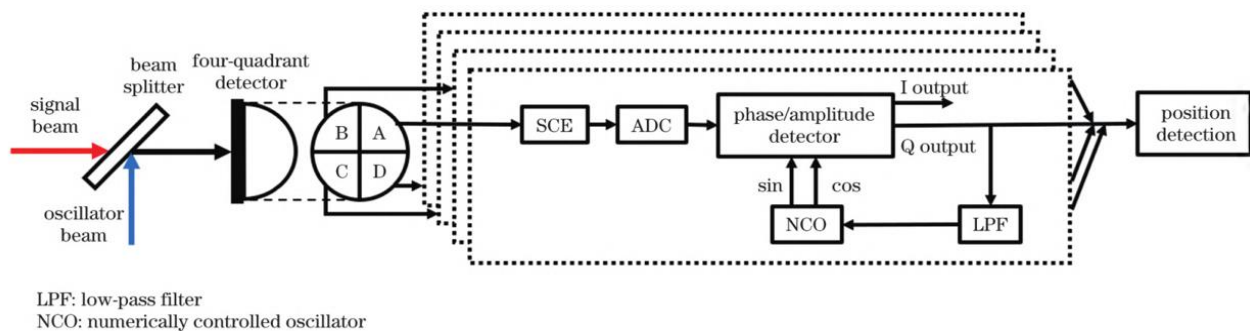 signal
beam
beam
splitter
oscillator
beam
four-quadrant
detector
B A
C D
SCE
ADC
phase/amplitude
detector
I output
Q output
sin
cos
NCO
LPF
position
detection
LPF: low-pass filter
NCO: numerically controlled oscillator